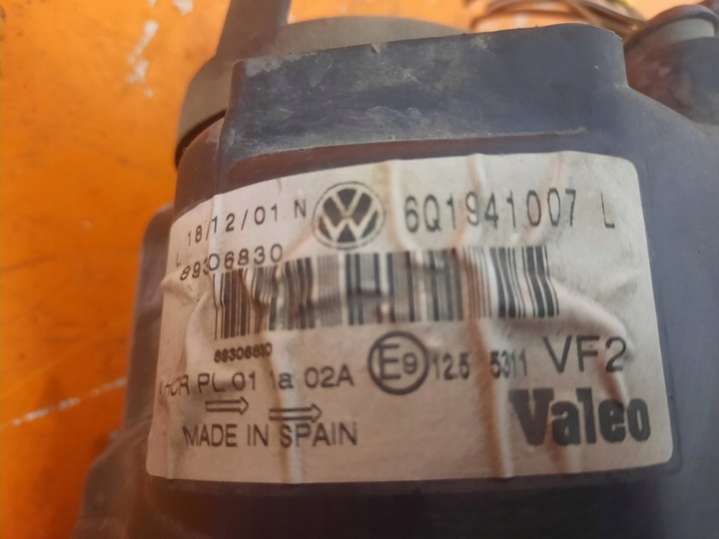 L 18/12/01 N 6Q1941007 L
89306830
89306830
HCR PL 01 1a 02A E9 12.5 5311 VF2
MADE IN SPAIN Valeo